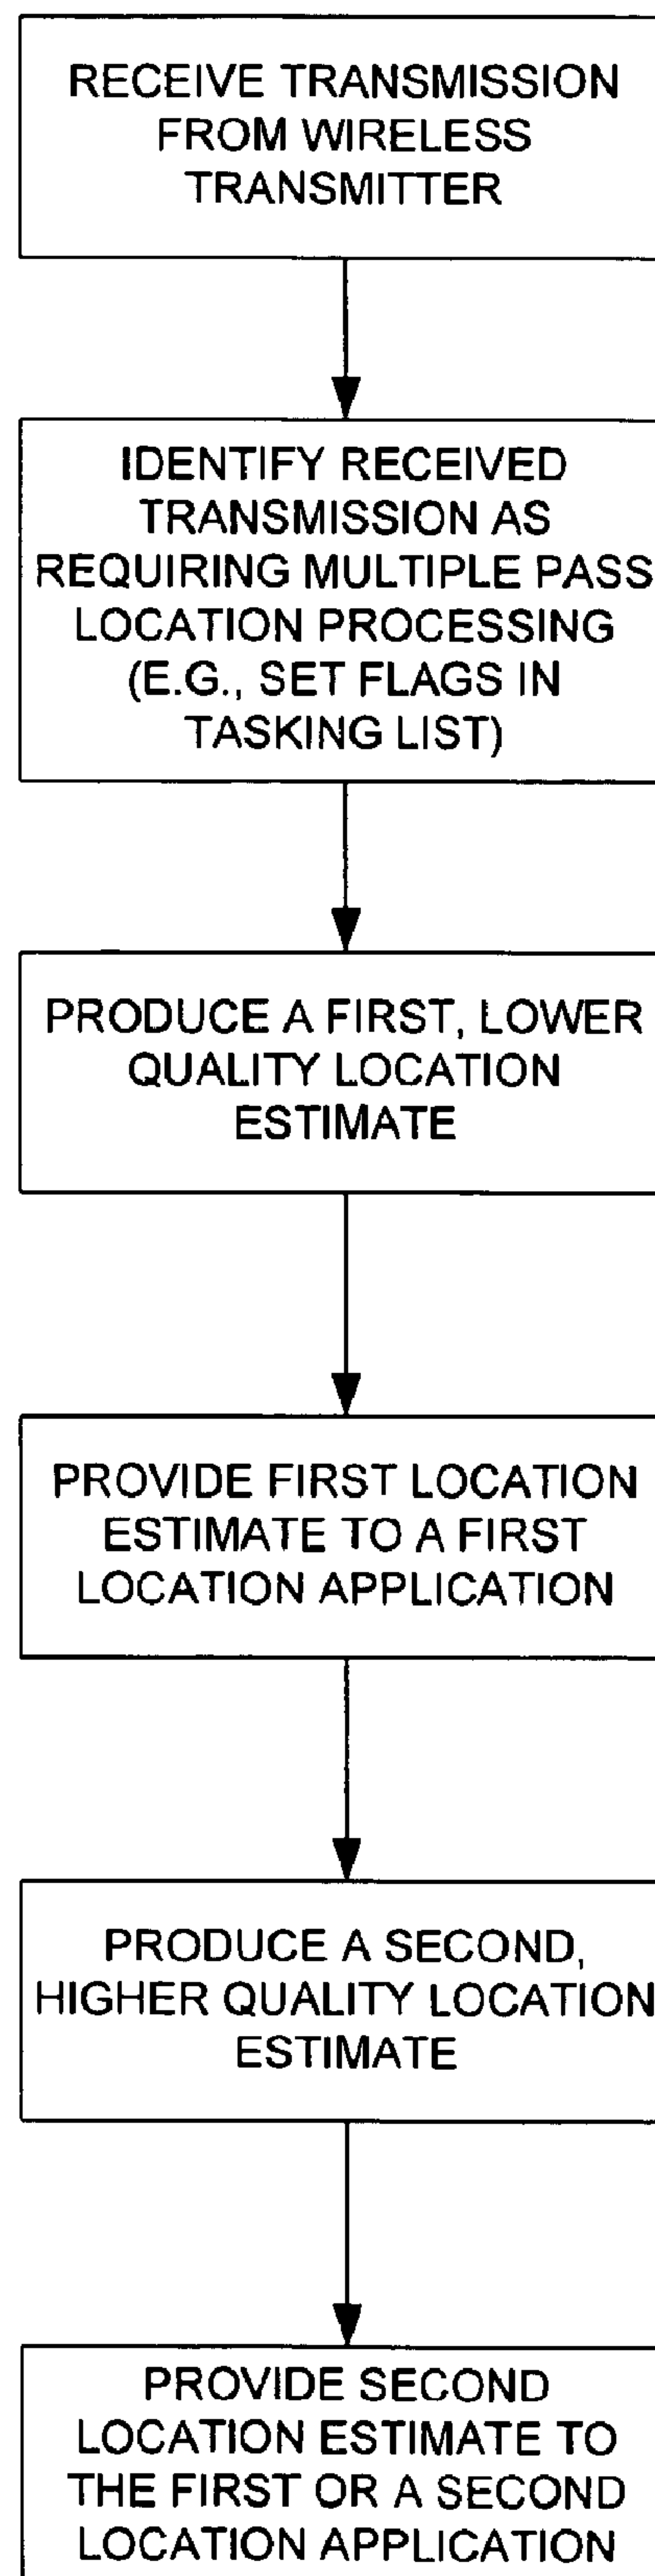 RECEIVE TRANSMISSION
FROM WIRELESS
TRANSMITTER
IDENTIFY RECEIVED
TRANSMISSION AS
REQUIRING MULTIPLE PASS
LOCATION PROCESSING
(E.G., SET FLAGS IN
TASKING LIST)
PRODUCE A FIRST, LOWER
QUALITY LOCATION
ESTIMATE
PROVIDE FIRST LOCATION
ESTIMATE TO A FIRST
LOCATION APPLICATION
PRODUCE A SECOND,
HIGHER QUALITY LOCATION
ESTIMATE
PROVIDE SECOND
LOCATION ESTIMATE TO
THE FIRST OR A SECOND
LOCATION APPLICATION